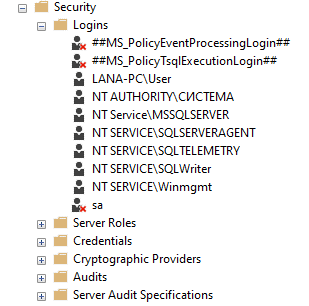 Security
Logins
##MS_PolicyEventProcessingLogin##
##MS_PolicyTsqlExecutionLogin##
LANA-PC\User
NT AUTHORITY\СИСТЕМА
NT Service\MSSQLSERVER
NT SERVICE\SQLSERVERAGENT
NT SERVICE\SQLTELEMETRY
NT SERVICE\SQLWriter
NT SERVICE\Winmgmt
sa
Server Roles
Credentials
Cryptographic Providers
Audits
Server Audit Specifications